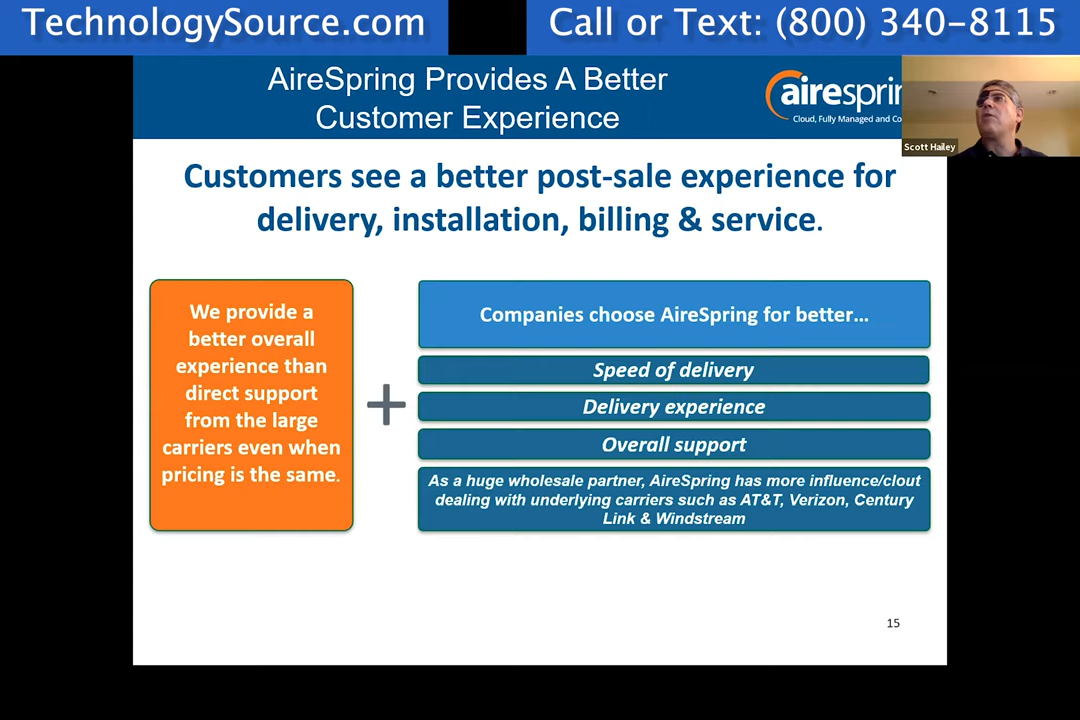 TechnologySource.com
Call or Text: (800) 340-8115
AireSpring Provides A Better
Customer Experience
airesprin
Cloud, Fully Managed and Co
Scott Hailey
Customers see a better post-sale experience for
delivery, installation, billing & service.
We provide a
better overall
experience than
direct support
from the large
carriers even when
pricing is the same.
+
Companies choose AireSpring for better...
Speed of delivery
Delivery experience
Overall support
As a huge wholesale partner, AireSpring has more influence/clout
dealing with underlying carriers such as AT&T, Verizon, Century
Link & Windstream
15